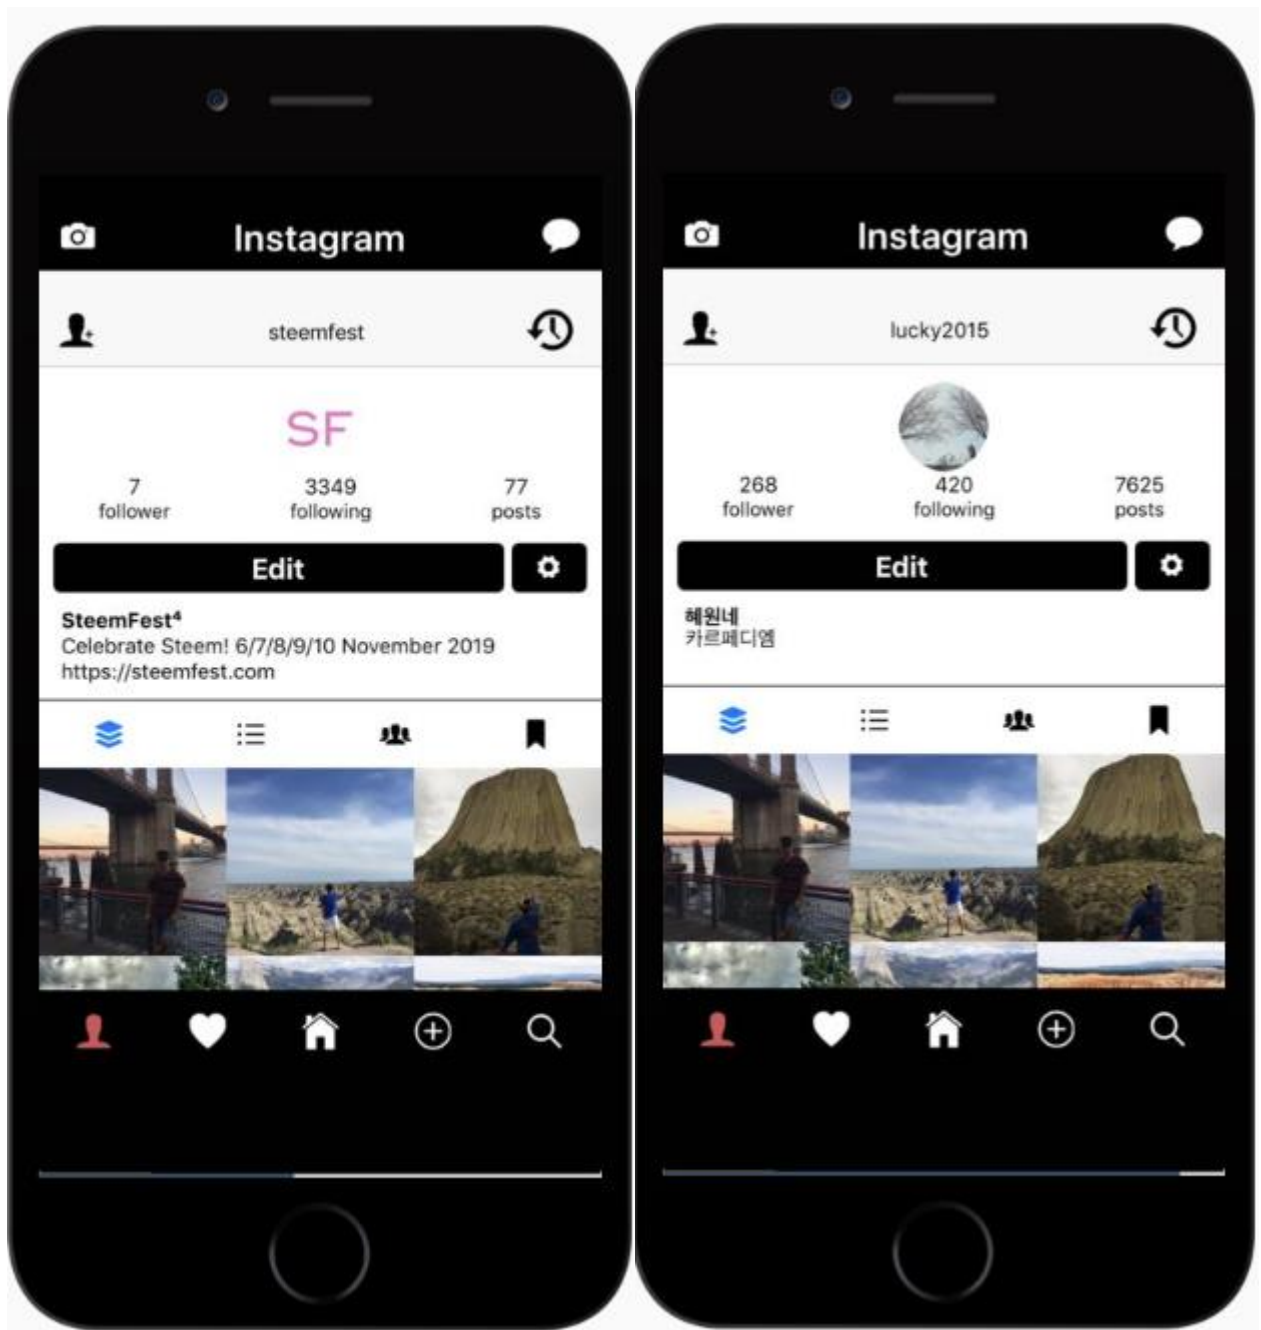 Instagram
steemfest
SF
7 3349 77
follower following posts
Edit
SteemFest⁴
Celebrate Steem! 6/7/8/9/10 November 2019
https://steemfest.com
Instagram
lucky2015
268 420 7625
follower following posts
Edit
혜원네
카르페디엠